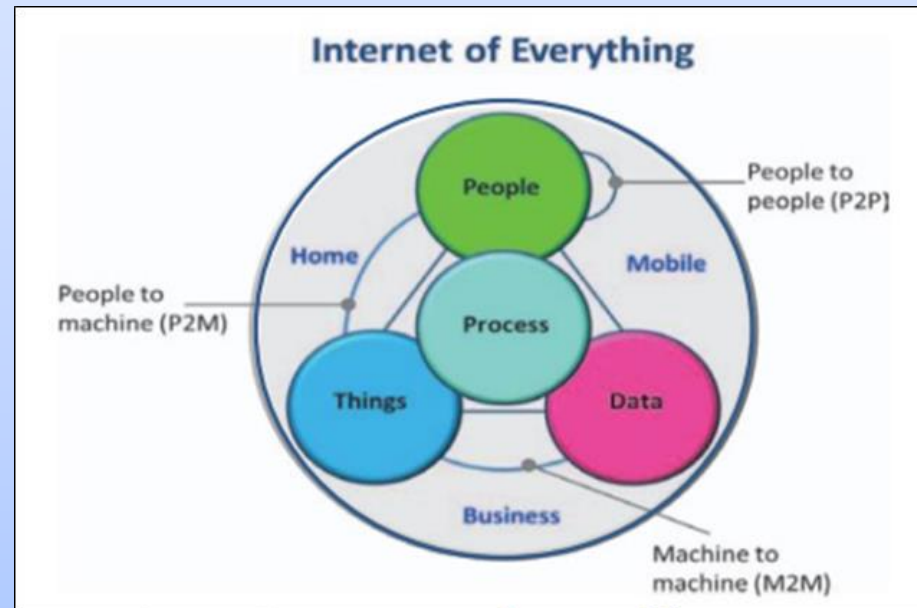 Internet of Everything
People
People to
people (P2P)
Home
Mobile
People to
machine (P2M)
Process
Things
Data
Business
Machine to
machine (M2M)